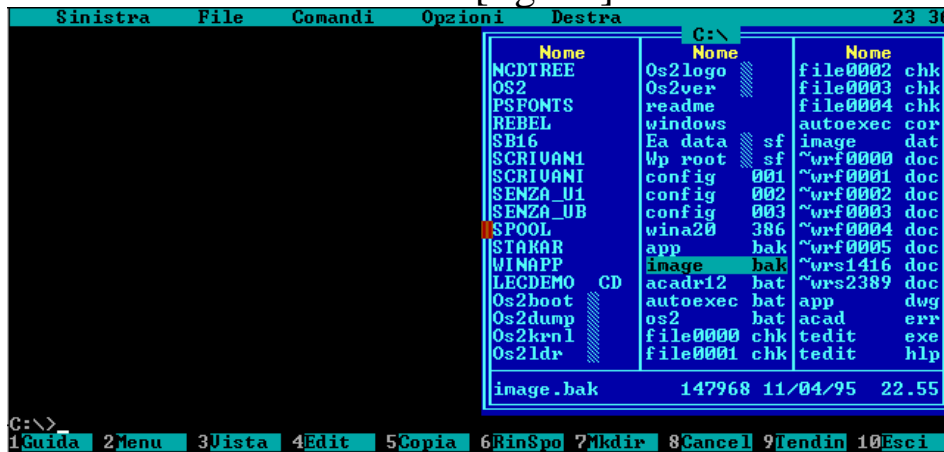 Sinistra File Comandi Opzioni Destra 23 30
C:\
Nome Nome Nome
NCDTREE Os2logo file0002 chk
OS2 Os2ver file0003 chk
PSFONTS readme file0004 chk
REBEL windows autoexec cor
SB16 Ea data sf image dat
SCRIVAN1 Wp root sf ~wrf0000 doc
SCRIVANI config 001 ~wrf0001 doc
SENZA_U1 config 002 ~wrf0002 doc
SENZA_UB config 003 ~wrf0003 doc
SPOOL wina20 386 ~wrf0004 doc
STAKAR app bak ~wrf0005 doc
WINAPP image bak ~wrs1416 doc
LECDEMO CD acadr12 bat ~wrs2389 doc
Os2boot autoexec bat app dwg
Os2dump os2 bat acad err
Os2krnl file0000 chk tedit exe
Os2ldr file0001 chk tedit hlp
image.bak 147968 11/04/95 22.55
C:\>_
1Guida 2Menu 3Vista 4Edit 5Copia 6RinSpo 7Mkdir 8Cancel 9Tendin 10Esci